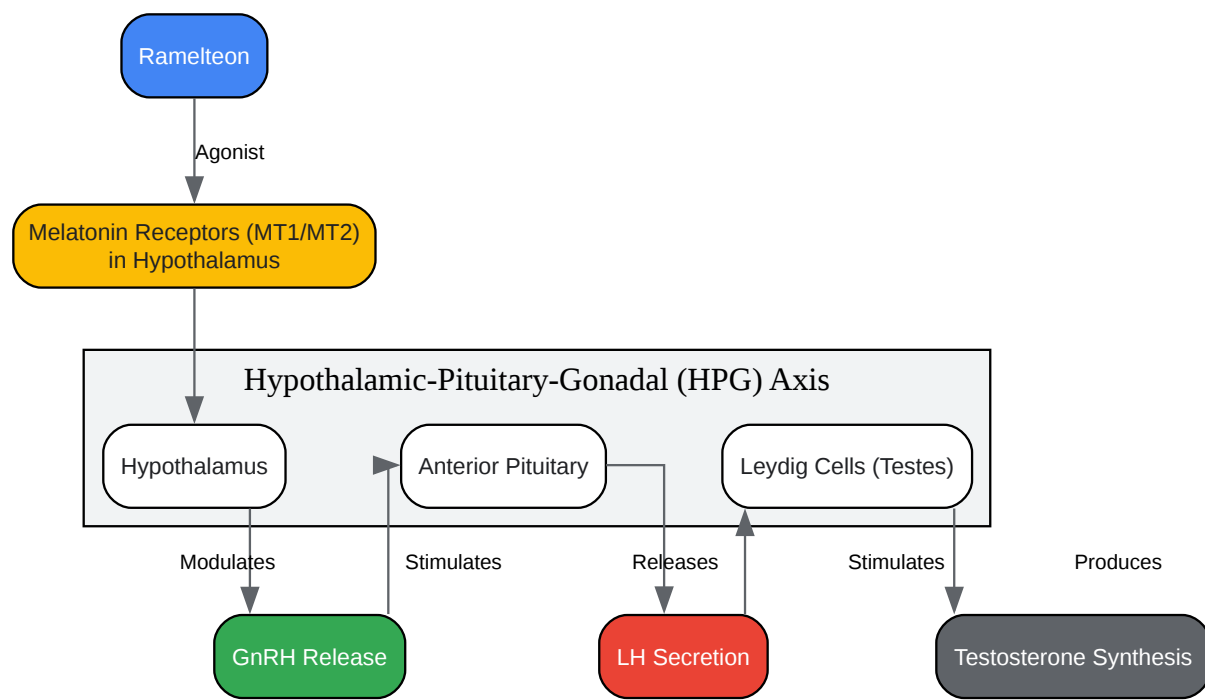 Ramelteon
Agonist
Melatonin Receptors (MT1/MT2)
in Hypothalamus
Hypothalamic-Pituitary-Gonadal (HPG) Axis
Hypothalamus
Anterior Pituitary
Leydig Cells (Testes)
Modulates
Stimulates
Releases
Stimulates
Produces
GnRH Release
LH Secretion
Testosterone Synthesis